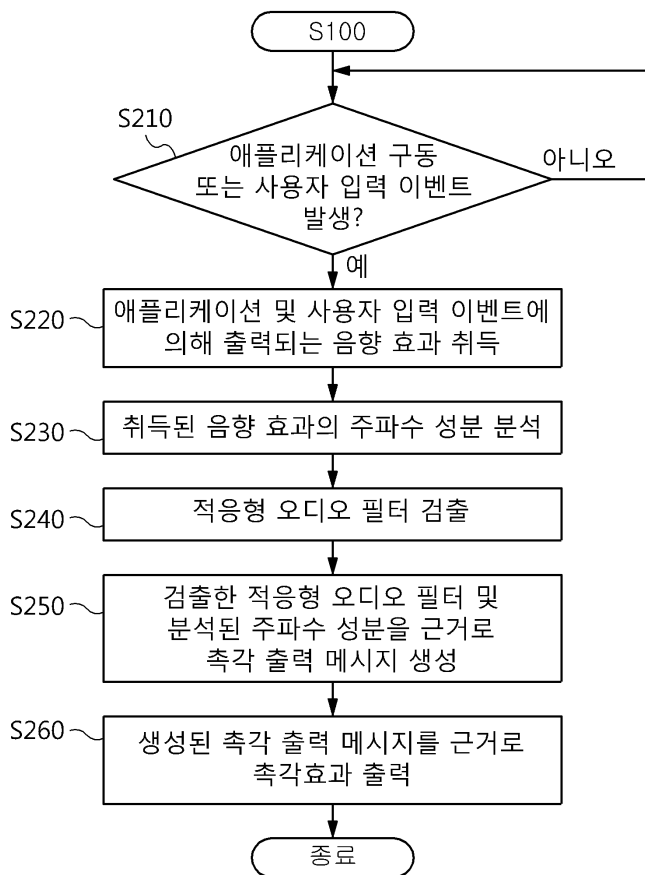 S100
S210
애플리케이션 구동
또는 사용자 입력 이벤트
발생?
아니오
예
S220
애플리케이션 및 사용자 입력 이벤트에
의해 출력되는 음향 효과 취득
S230
취득된 음향 효과의 주파수 성분 분석
S240
적응형 오디오 필터 검출
S250
검출한 적응형 오디오 필터 및
분석된 주파수 성분을 근거로
촉각 출력 메시지 생성
S260
생성된 촉각 출력 메시지를 근거로
촉각효과 출력
종료